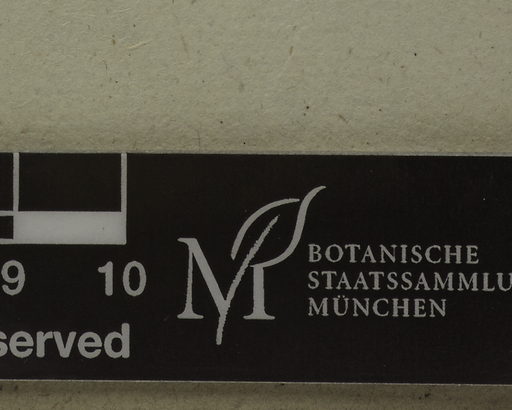 9 10
served
BOTANISCHE
STAATSSAMMLU
MÜNCHEN